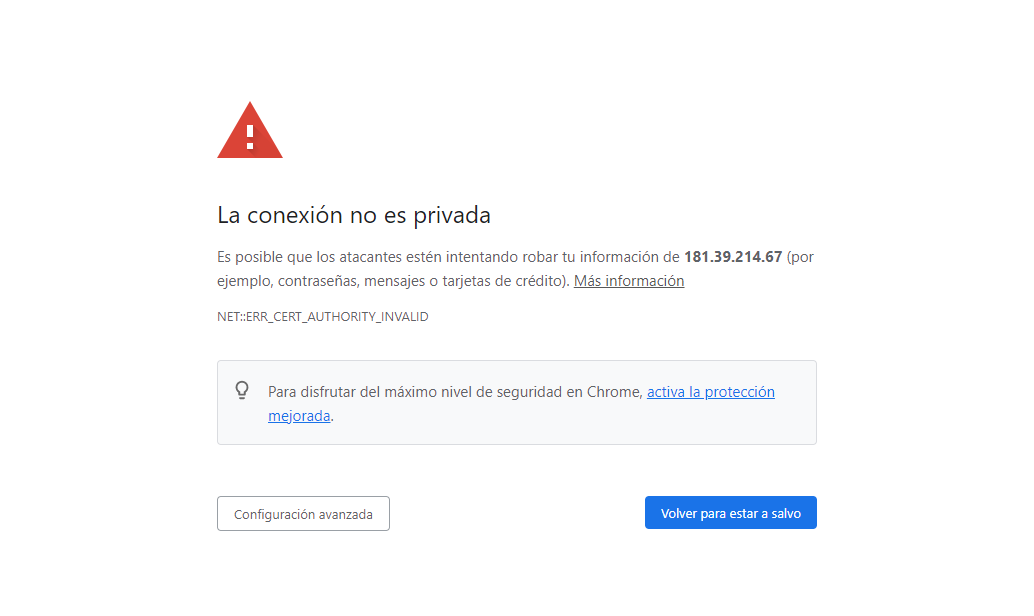 La conexión no es privada
Es posible que los atacantes estén intentando robar tu información de 181.39.214.67 (por
ejemplo, contraseñas, mensajes o tarjetas de crédito). Más información
NET::ERR_CERT_AUTHORITY_INVALID
Para disfrutar del máximo nivel de seguridad en Chrome, activa la protección
mejorada.
Configuración avanzada
Volver para estar a salvo